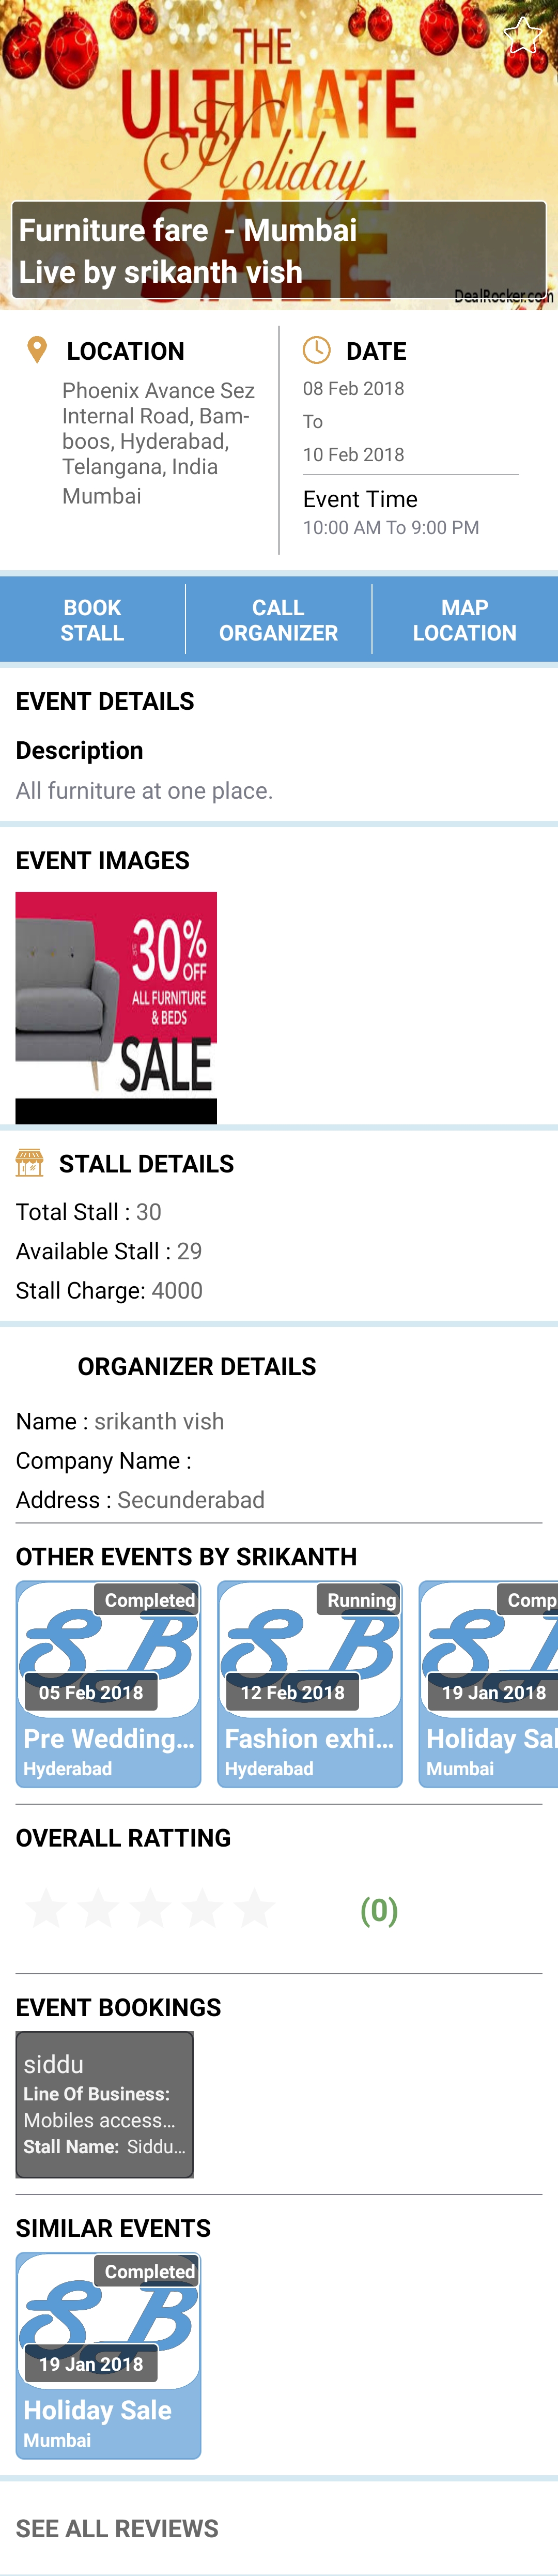 THE
ULTIMATE
Holiday
SALE
Furniture fare - Mumbai
Live by srikanth vish
DealRocker.com
LOCATION
Phoenix Avance Sez
Internal Road, Bam-
boos, Hyderabad,
Telangana, India
Mumbai
DATE
08 Feb 2018
To
10 Feb 2018
Event Time
10:00 AM To 9:00 PM
BOOK
STALL
CALL
ORGANIZER
MAP
LOCATION
EVENT DETAILS
Description
All furniture at one place.
EVENT IMAGES
30%
OFF
ALL FURNITURE
& BEDS
SALE
STALL DETAILS
Total Stall : 30
Available Stall : 29
Stall Charge: 4000
ORGANIZER DETAILS
Name : srikanth vish
Company Name :
Address : Secunderabad
OTHER EVENTS BY SRIKANTH
Completed
SB
05 Feb 2018
Pre Wedding...
Hyderabad
Running
SB
12 Feb 2018
Fashion exhi...
Hyderabad
Comp
SB
19 Jan 2018
Holiday Sal
Mumbai
OVERALL RATTING
(0)
EVENT BOOKINGS
siddu
Line Of Business:
Mobiles access...
Stall Name: Siddu...
SIMILAR EVENTS
Completed
SB
19 Jan 2018
Holiday Sale
Mumbai
SEE ALL REVIEWS